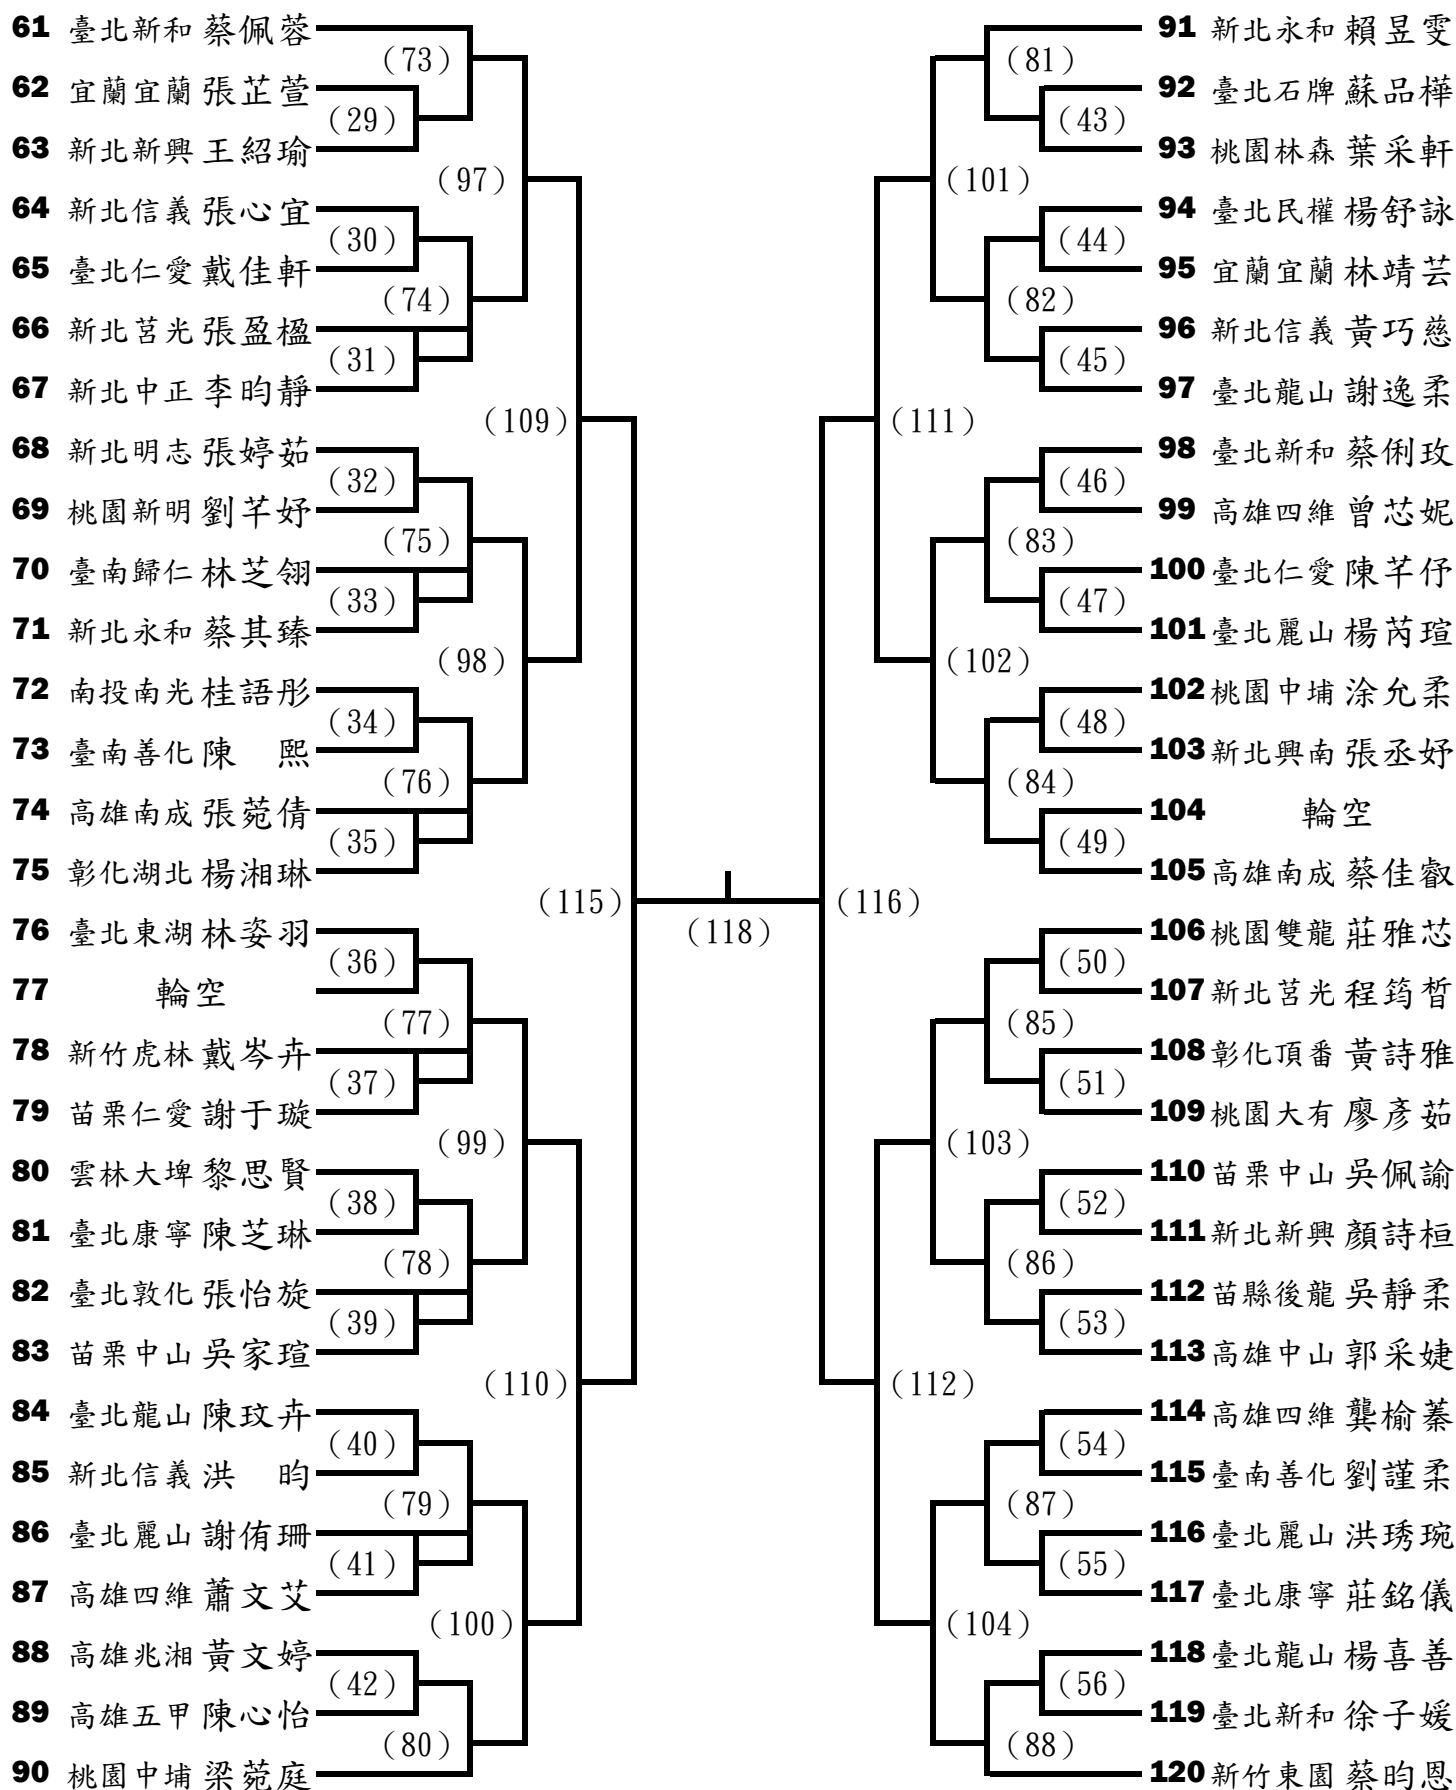 61 臺北新和 蔡佩蓉
(73)
62 宜蘭宜蘭 張芷萱
(29)
63 新北新興 王紹瑜
(97)
64 新北信義 張心宜
(30)
65 臺北仁愛 戴佳軒
(74)
66 新北莒光 張盈楹
(31)
67 新北中正 李昀靜
(109)
68 新北明志 張婷茹
(32)
69 桃園新明 劉芊妤
(75)
70 臺南歸仁 林芝翎
(33)
71 新北永和 蔡其臻
(98)
72 南投南光 桂語彤
(34)
73 臺南善化 陳　熙
(76)
74 高雄南成 張菀倩
(35)
75 彰化湖北 楊湘琳
(115)
76 臺北東湖 林姿羽
(36)
77 輪空
(77)
78 新竹虎林 戴岑卉
(37)
79 苗栗仁愛 謝于璇
(99)
80 雲林大埤 黎思賢
(38)
81 臺北康寧 陳芝琳
(78)
82 臺北敦化 張怡旋
(39)
83 苗栗中山 吳家瑄
(110)
84 臺北龍山 陳玟卉
(40)
85 新北信義 洪　昀
(79)
86 臺北麗山 謝侑珊
(41)
87 高雄四維 蕭文艾
(100)
88 高雄兆湘 黃文婷
(42)
89 高雄五甲 陳心怡
(80)
90 桃園中埔 梁菀庭
(118)
91 新北永和 賴昱雯
(81)
92 臺北石牌 蘇品樺
(43)
93 桃園林森 葉采軒
(101)
94 臺北民權 楊舒詠
(44)
95 宜蘭宜蘭 林靖芸
(82)
96 新北信義 黃巧慈
(45)
97 臺北龍山 謝逸柔
(111)
98 臺北新和 蔡俐玫
(46)
99 高雄四維 曾芯妮
(83)
100 臺北仁愛 陳芊伃
(47)
101 臺北麗山 楊芮瑄
(102)
102 桃園中埔 涂允柔
(48)
103 新北興南 張丞妤
(84)
104 輪空
(49)
105 高雄南成 蔡佳叡
(116)
106 桃園雙龍 莊雅芯
(50)
107 新北莒光 程筠皙
(85)
108 彰化頂番 黃詩雅
(51)
109 桃園大有 廖彥茹
(103)
110 苗栗中山 吳佩諭
(52)
111 新北新興 顏詩桓
(86)
112 苗縣後龍 吳靜柔
(53)
113 高雄中山 郭采婕
(112)
114 高雄四維 龔榆蓁
(54)
115 臺南善化 劉謹柔
(87)
116 臺北麗山 洪琇琬
(55)
117 臺北康寧 莊銘儀
(104)
118 臺北龍山 楊喜善
(56)
119 臺北新和 徐子媛
(88)
120 新竹東園 蔡昀恩